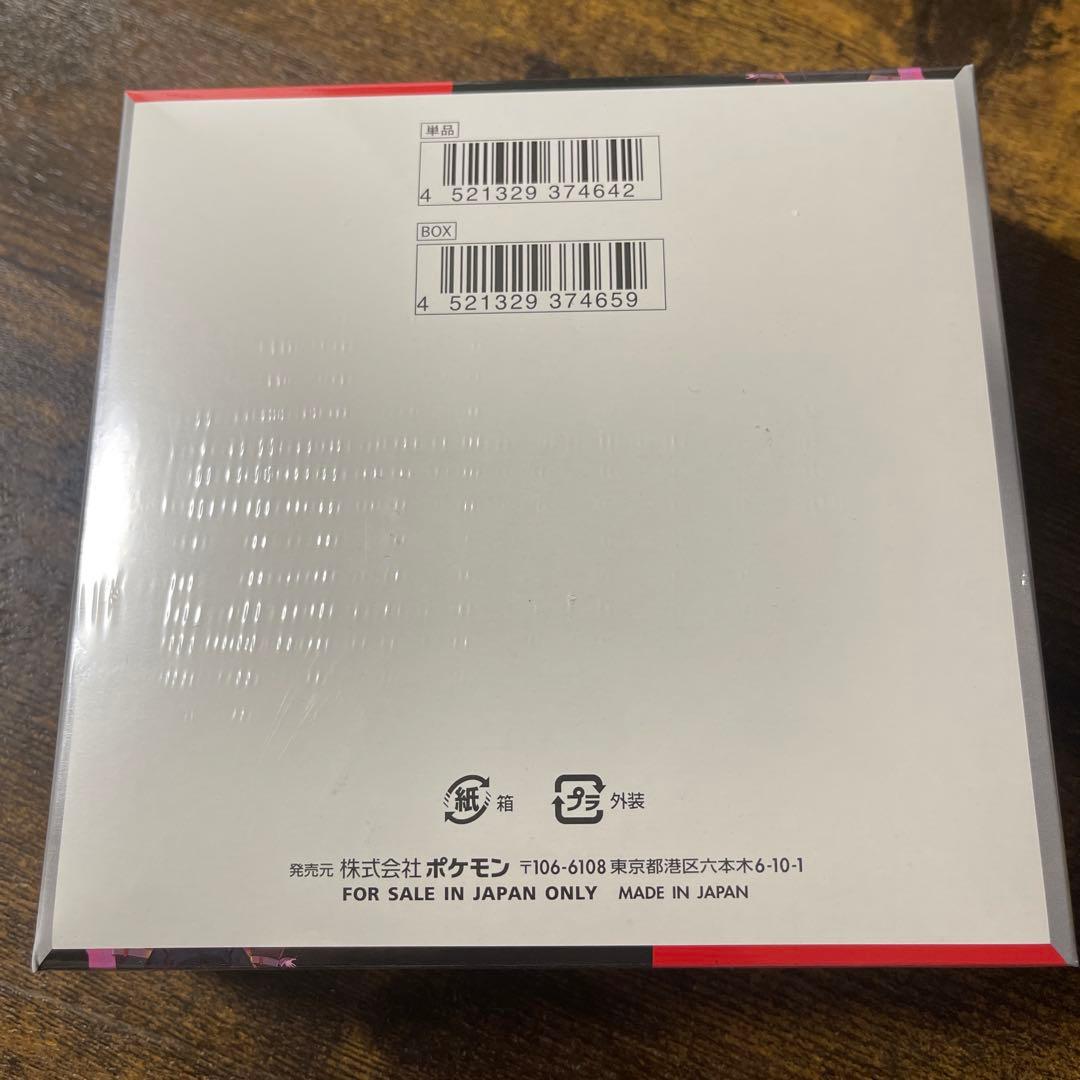 単品
4 521329 374642
BOX
4 521329 374659
紙 箱 プラ 外装
発売元 株式会社 ポケモン 〒106-6108 東京都港区六本木6-10-1
FOR SALE IN JAPAN ONLY MADE IN JAPAN